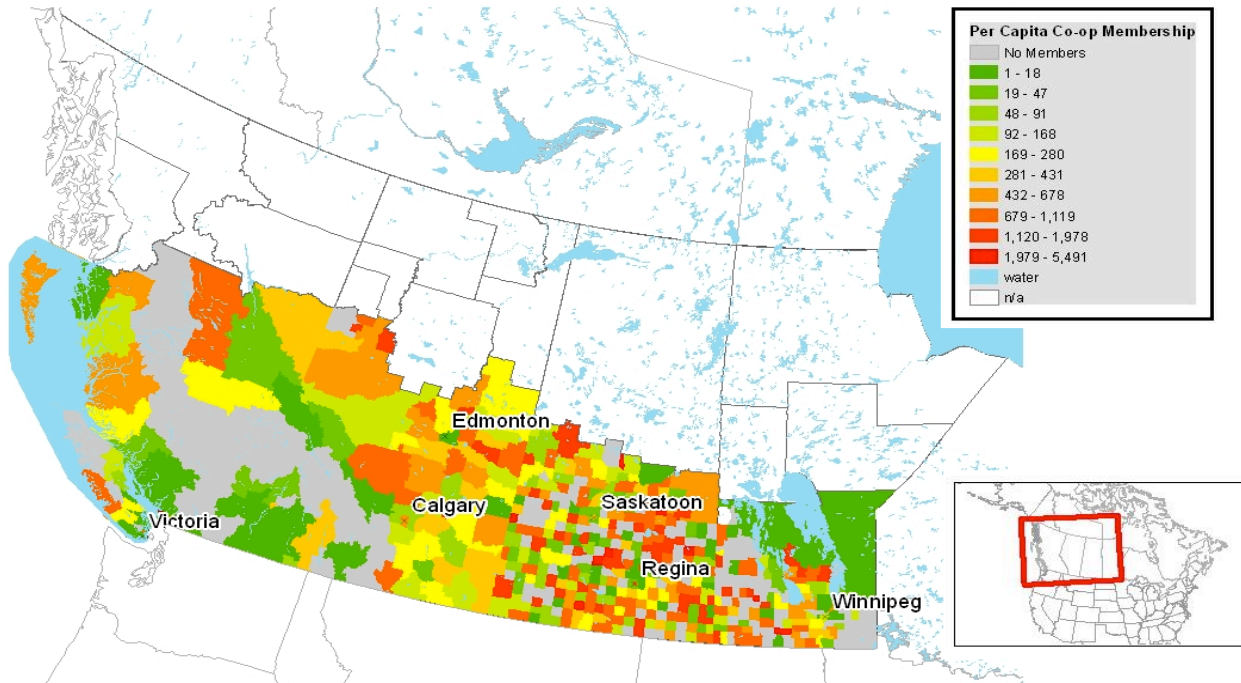 Per Capita Co-op Membership
No Members
1 - 18
19 - 47
48 - 91
92 - 168
169 - 280
281 - 431
432 - 678
679 - 1,119
1,120 - 1,978
1,979 - 5,491
water
n/a
Edmonton
Calgary
Saskatoon
Victoria
Regina
Winnipeg